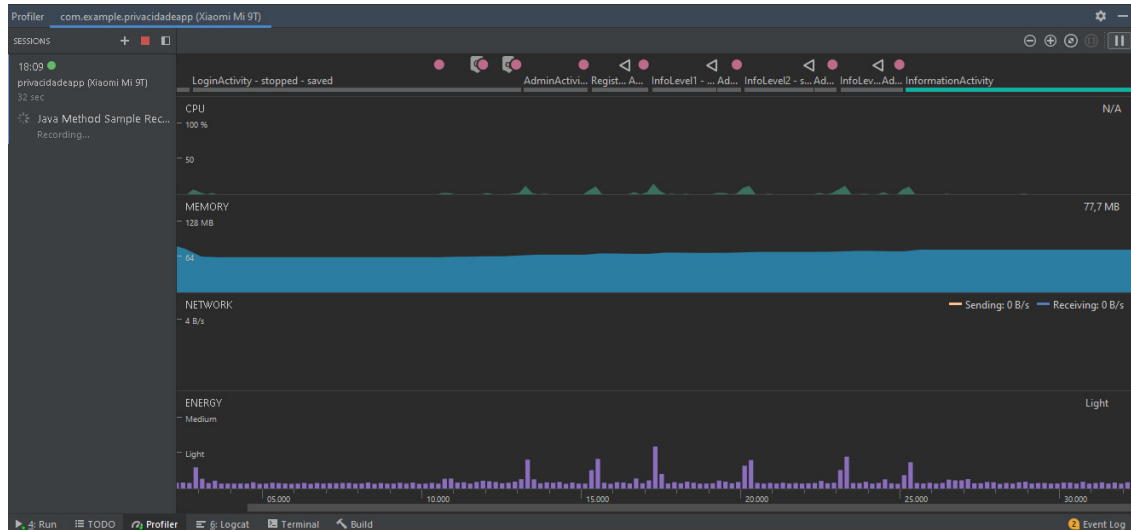 Profiler com.example.privacidadeapp (Xiaomi Mi 9T)
SESSIONS
18:09
privacidadeapp (Xiaomi Mi 9T)
32 sec
Java Method Sample Rec...
Recording...
LoginActivity - stopped - saved AdminActivi... Regist... A... InfoLevel1 - ... Ad... InfoLevel2 - s... Ad... InfoLev... Ad... InformationActivity
CPU N/A
100 %
50
MEMORY 77,7 MB
128 MB
64
NETWORK Sending: 0 B/s Receiving: 0 B/s
4 B/s
ENERGY Light
Medium
Light
05.000 10.000 15.000 20.000 25.000 30.000
4: Run TODO Profiler 6: Logcat Terminal Build 2 Event Log